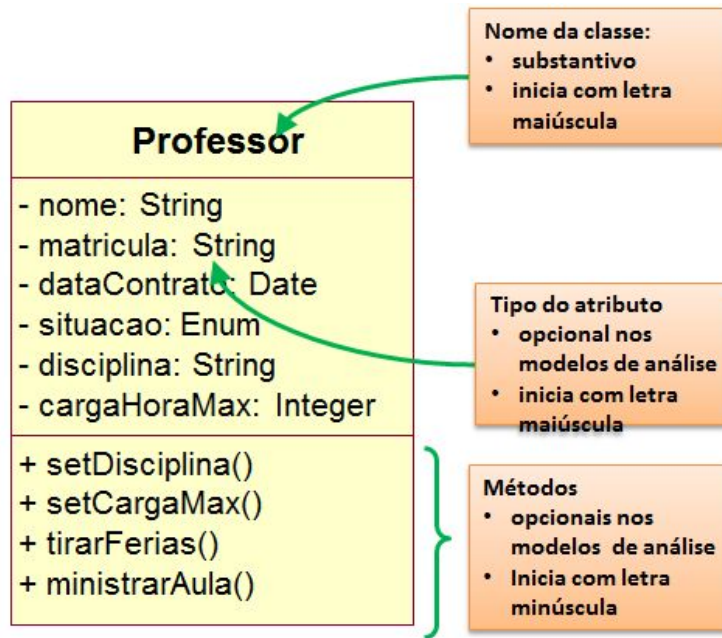 Professor
- nome: String
- matricula: String
- dataContrato: Date
- situacao: Enum
- disciplina: String
- cargaHoraMax: Integer
+ setDisciplina()
+ setCargaMax()
+ tirarFerias()
+ ministrarAula()
Nome da classe:
• substantivo
• inicia com letra
maiúscula
Tipo do atributo
• opcional nos
modelos de análise
• inicia com letra
maiúscula
Métodos
• opcionais nos
modelos de análise
• Inicia com letra
minúscula